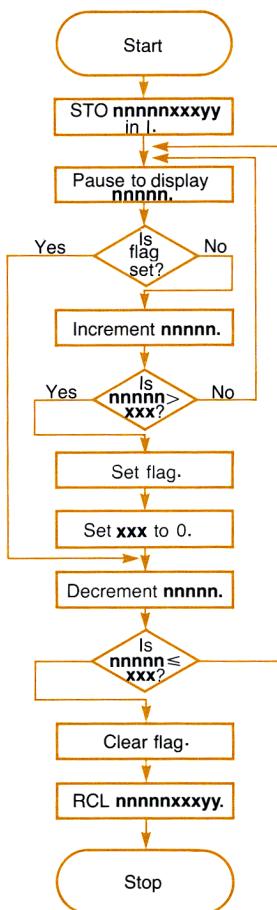 Start
STO nnnnnxxxyy
in I.
Pause to display
nnnnn.
Yes
Is
flag
set?
No
Increment nnnnn.
Yes
Is
nnnnn>
xxx?
No
Set flag.
Set xxx to 0.
Decrement nnnnn.
Is
nnnnn≤
xxx?
Clear flag.
RCL nnnnnxxxyy.
Stop